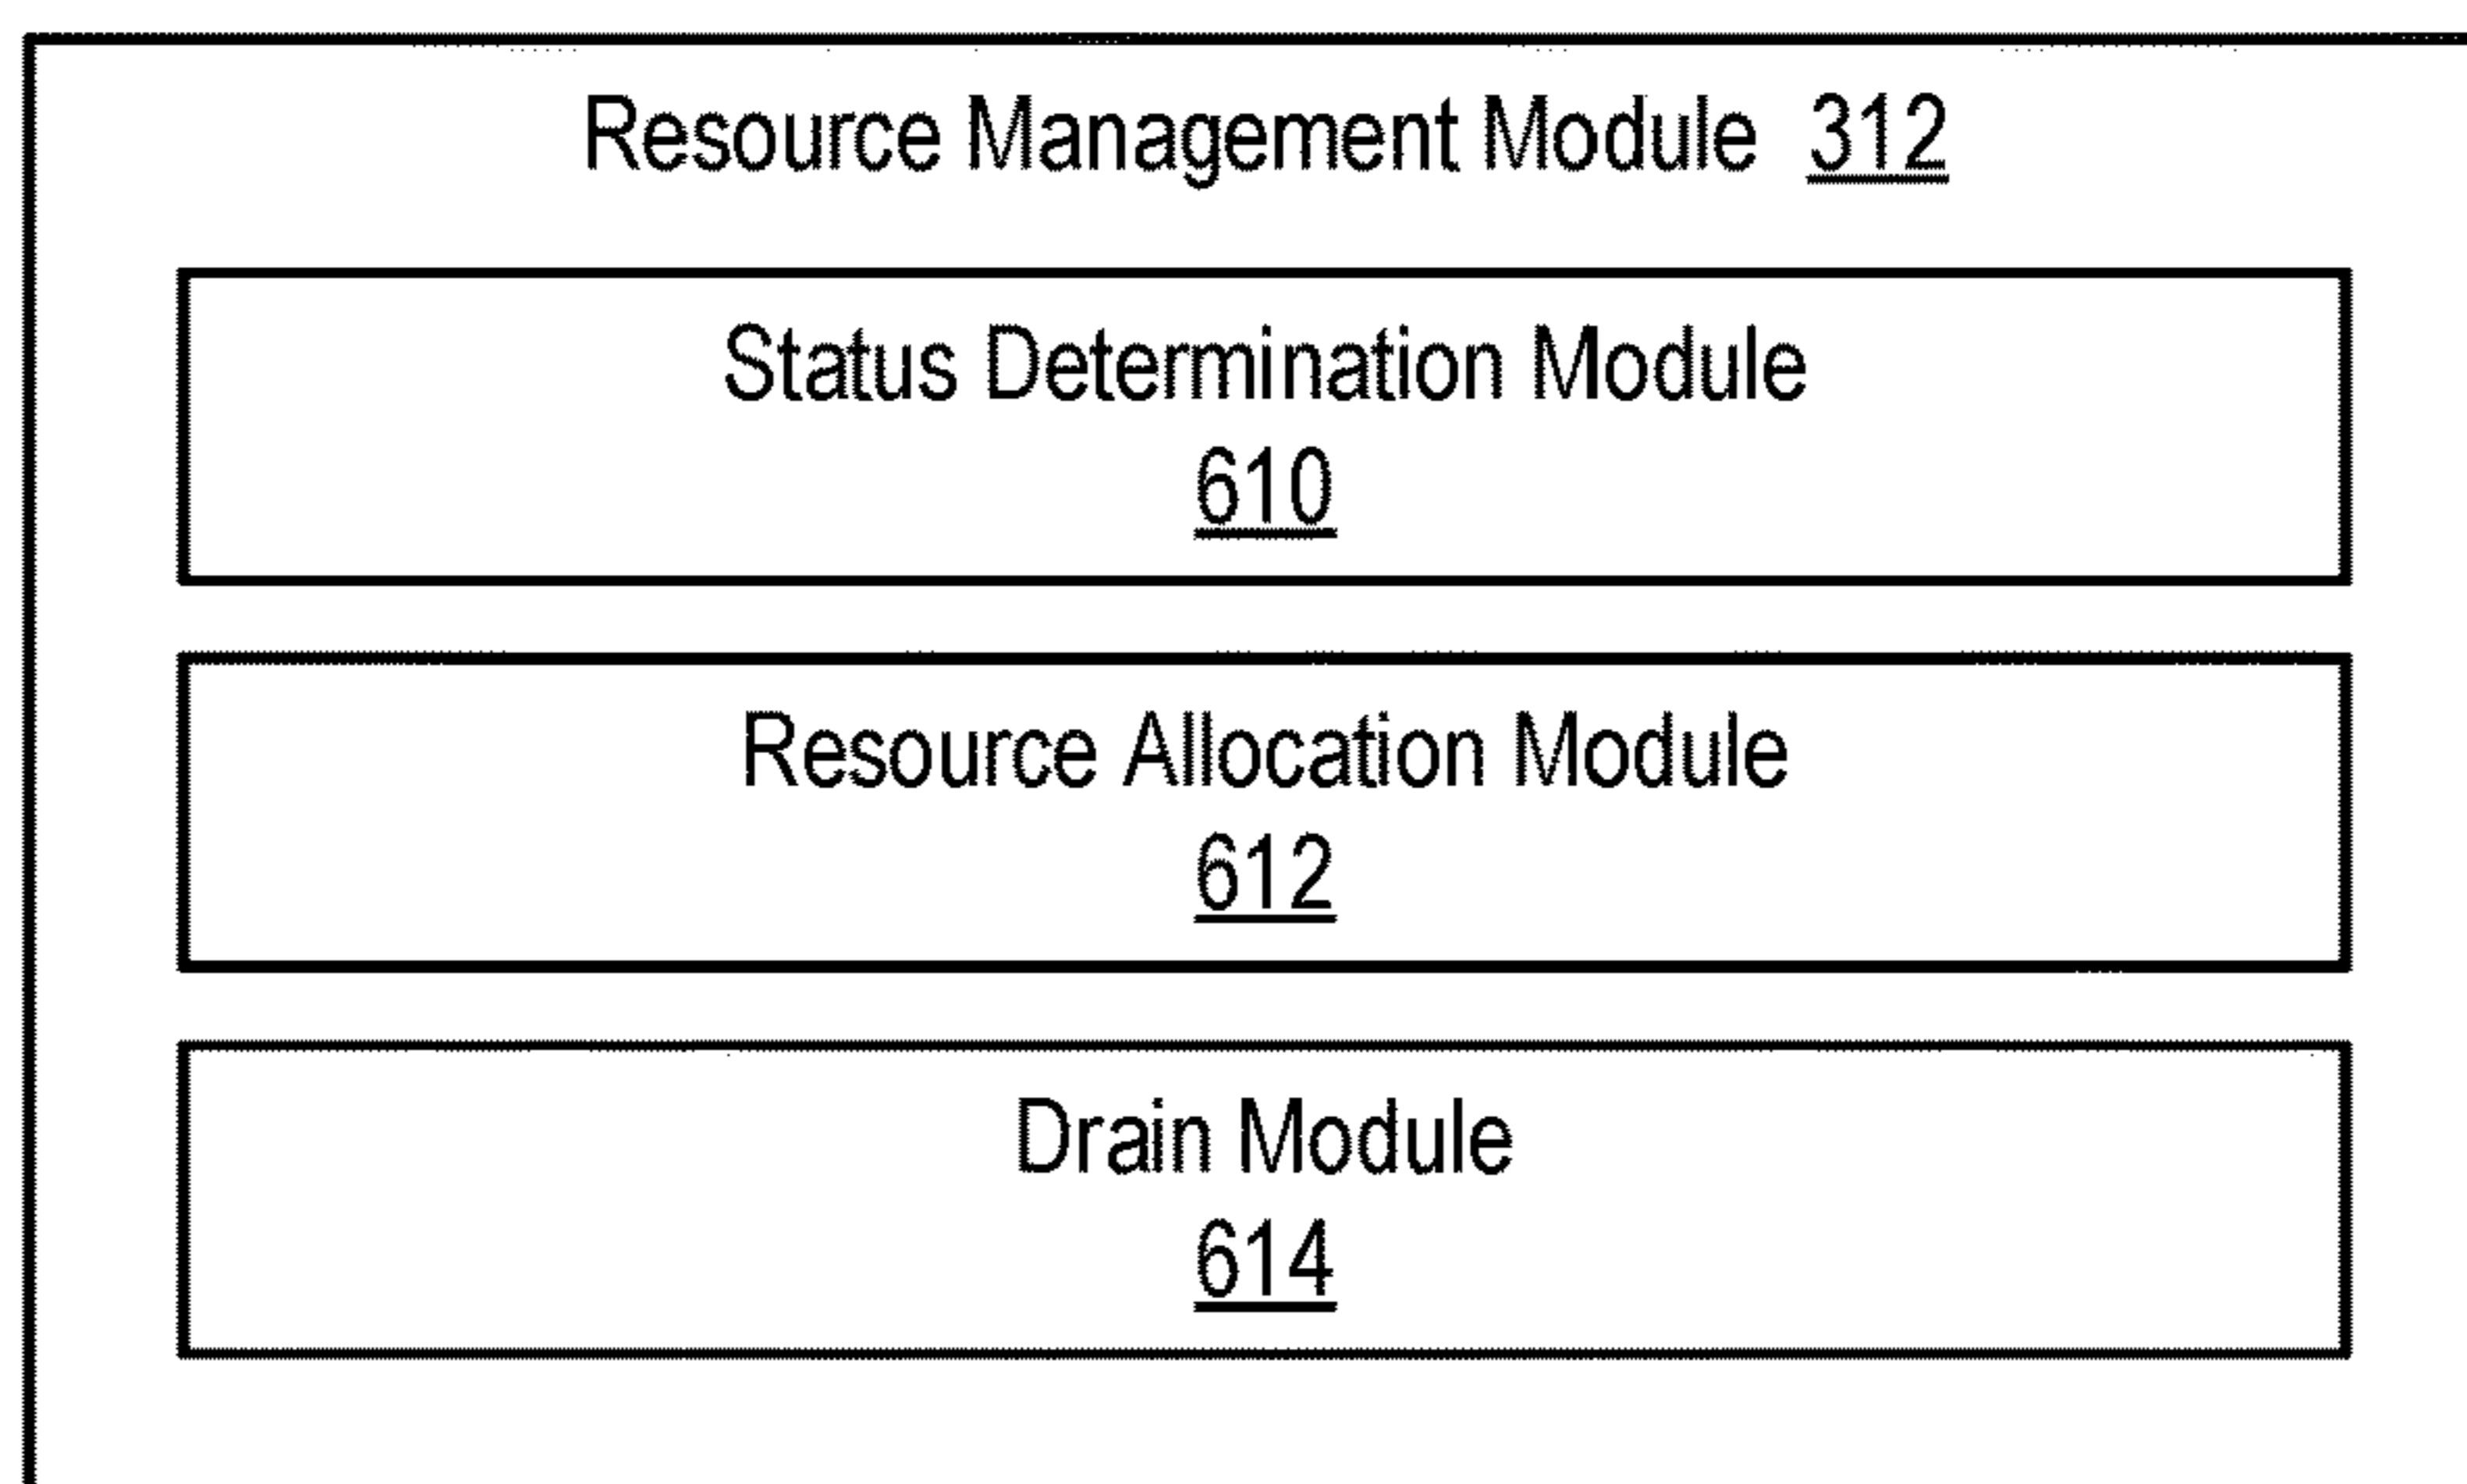 Resource Management Module 312
Status Determination Module
610
Resource Allocation Module
612
Drain Module
614